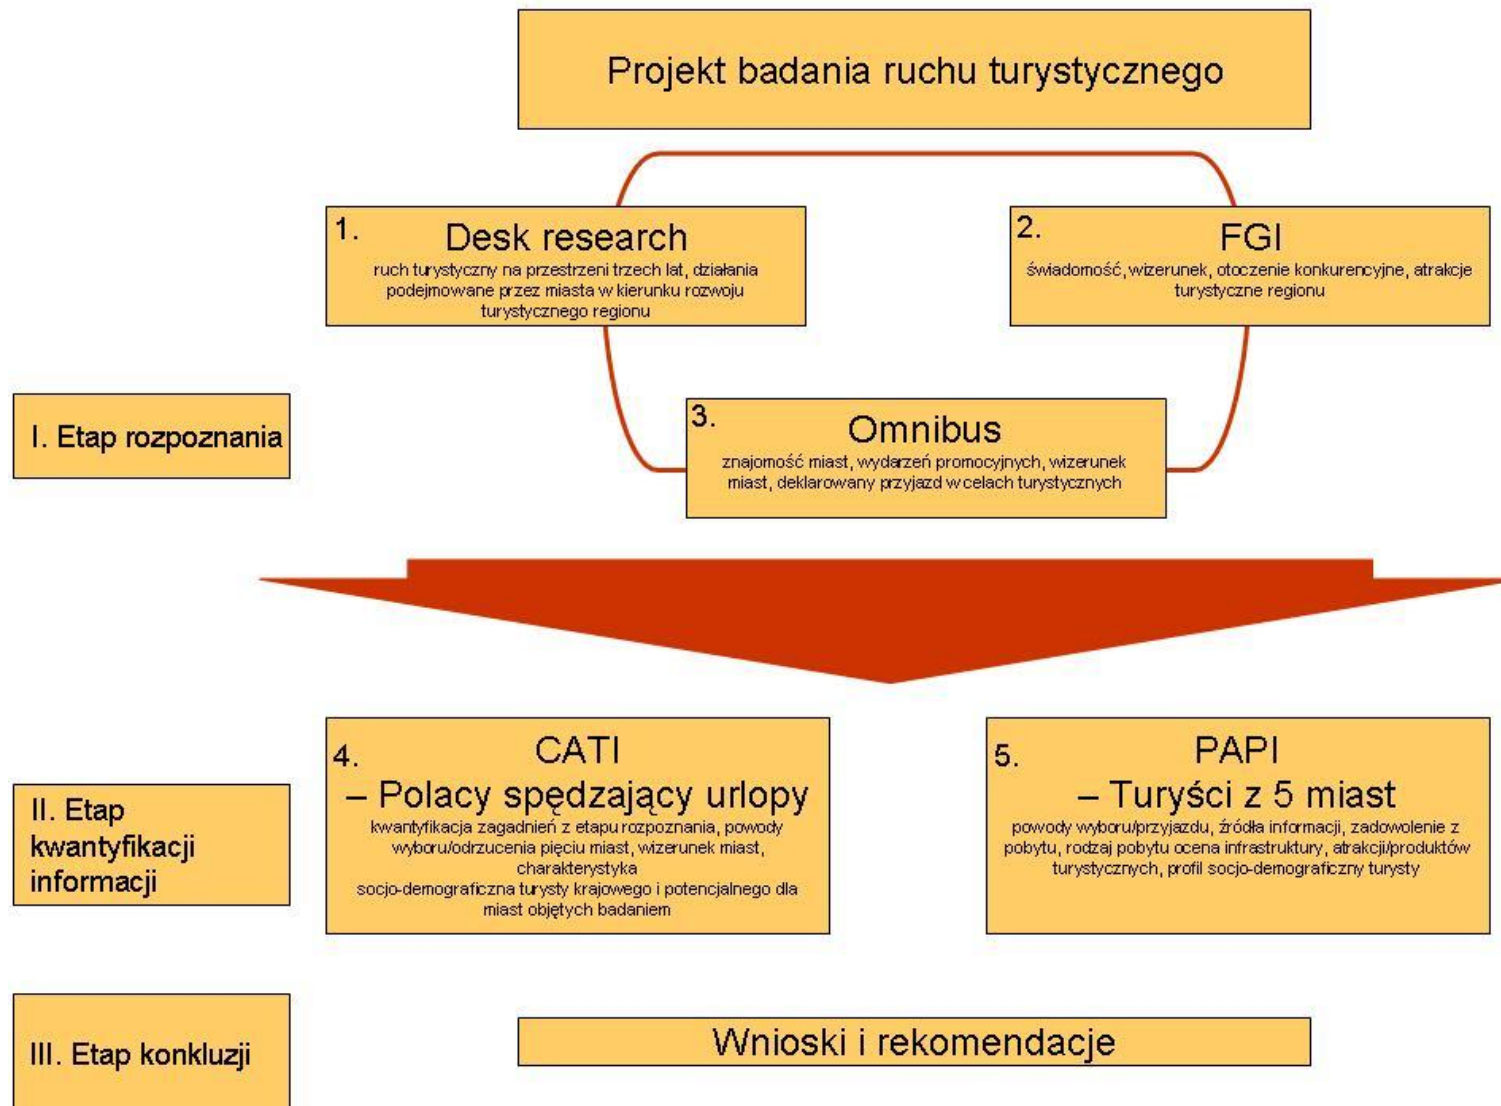 Projekt badania ruchu turystycznego
1.
Desk research
ruch turystyczny na przestrzeni trzech lat, działania
podejmowane przez miasta w kierunku rozwoju
turystycznego regionu
2.
FGI
świadomość, wizerunek, otoczenie konkurencyjne, atrakcje
turystyczne regionu
I. Etap rozpoznania
3.
Omnibus
znajomość miast, wydarzeń promocyjnych, wizerunek
miast, deklarowany przyjazd w celach turystycznych
II. Etap
kwantyfikacji
informacji
4.
CATI
– Polacy spędzający urlopy
kwantyfikacja zagadnień z etapu rozpoznania, powody
wyboru/odrzucenia pięciu miast, wizerunek miast,
charakterystyka
socjo-demograficzna turysty krajowego i potencjalnego dla
miast objętych badaniem
5.
PAPI
– Turyści z 5 miast
powody wyboru/przyjazdu, źródła informacji, zadowolenie z
pobytu, rodzaj pobytu ocena infrastruktury, atrakcji/produktów
turystycznych, profil socjo-demograficzny turysty
III. Etap konkluzji
Wnioski i rekomendacje